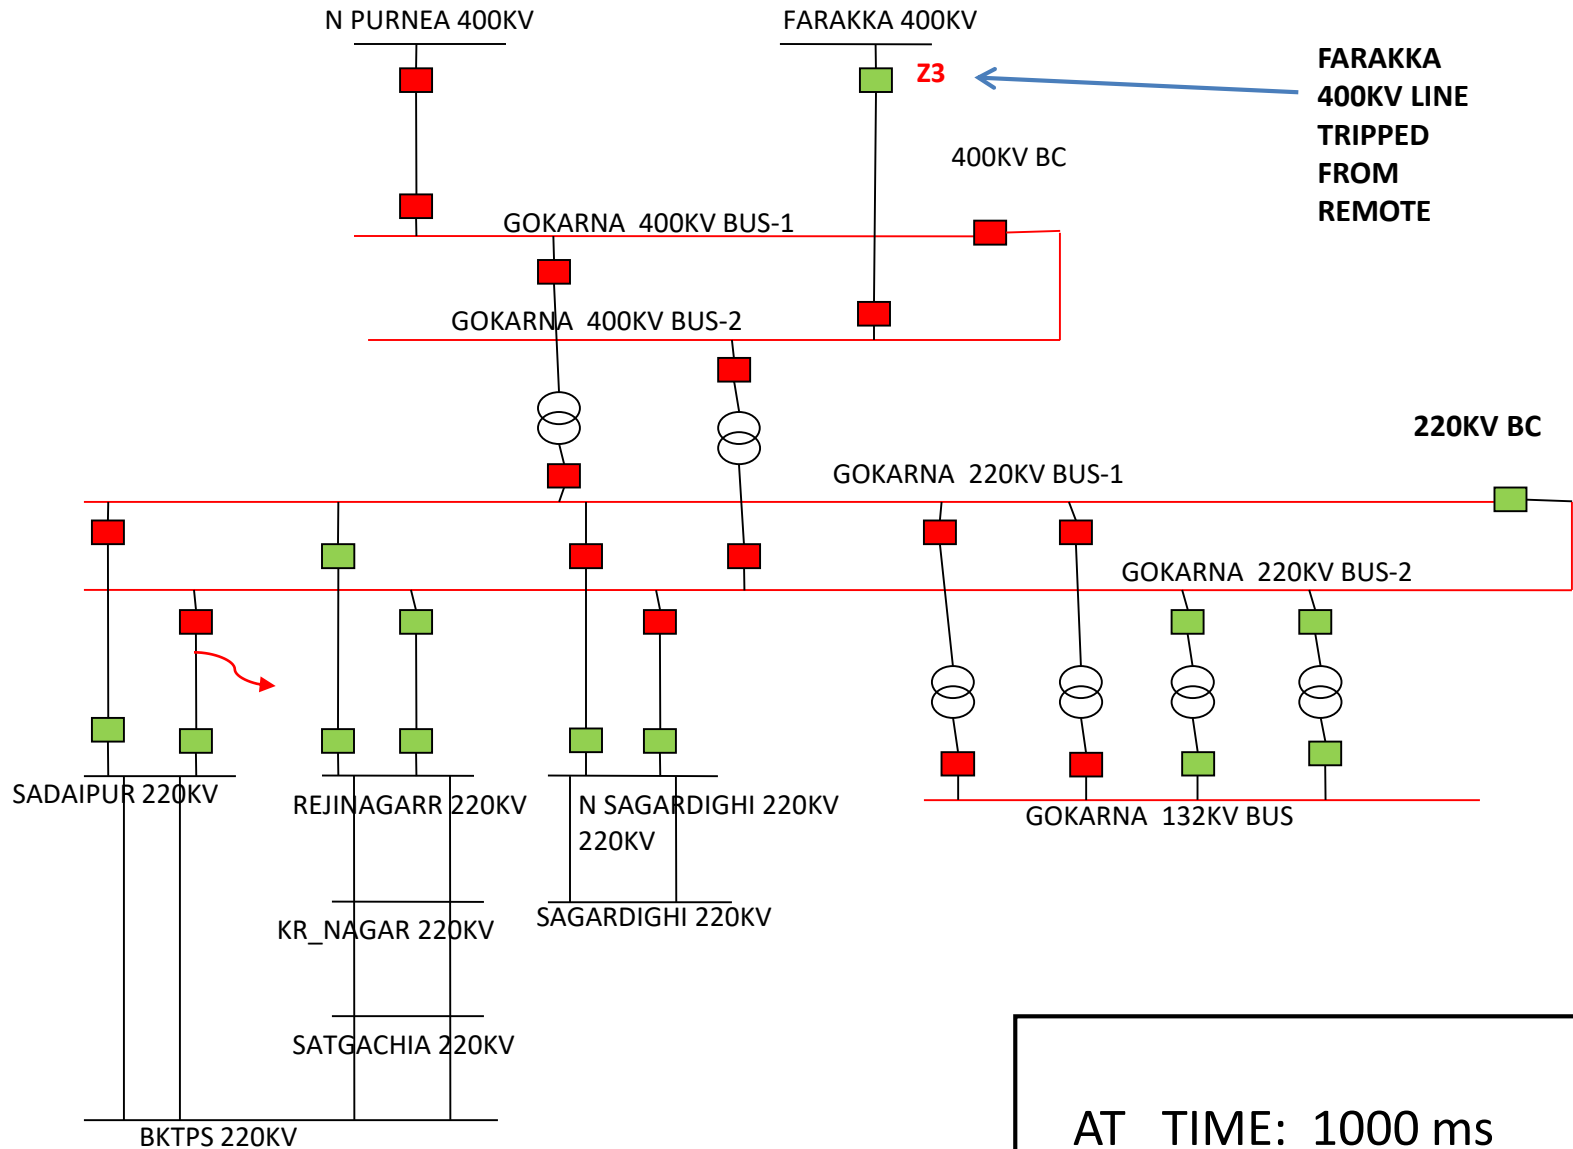 N PURNEA 400KV
FARAKKA 400KV
Z3
FARAKKA
400KV LINE
TRIPPED
FROM
REMOTE
400KV BC
GOKARNA  400KV BUS-1
GOKARNA  400KV BUS-2
220KV BC
GOKARNA  220KV BUS-1
GOKARNA  220KV BUS-2
SADAIPUR 220KV
REJINAGARR 220KV
N SAGARDIGHI 220KV
220KV
GOKARNA  132KV BUS
SAGARDIGHI 220KV
KR_NAGAR 220KV
SATGACHIA 220KV
BKTPS 220KV
AT   TIME:  1000 ms